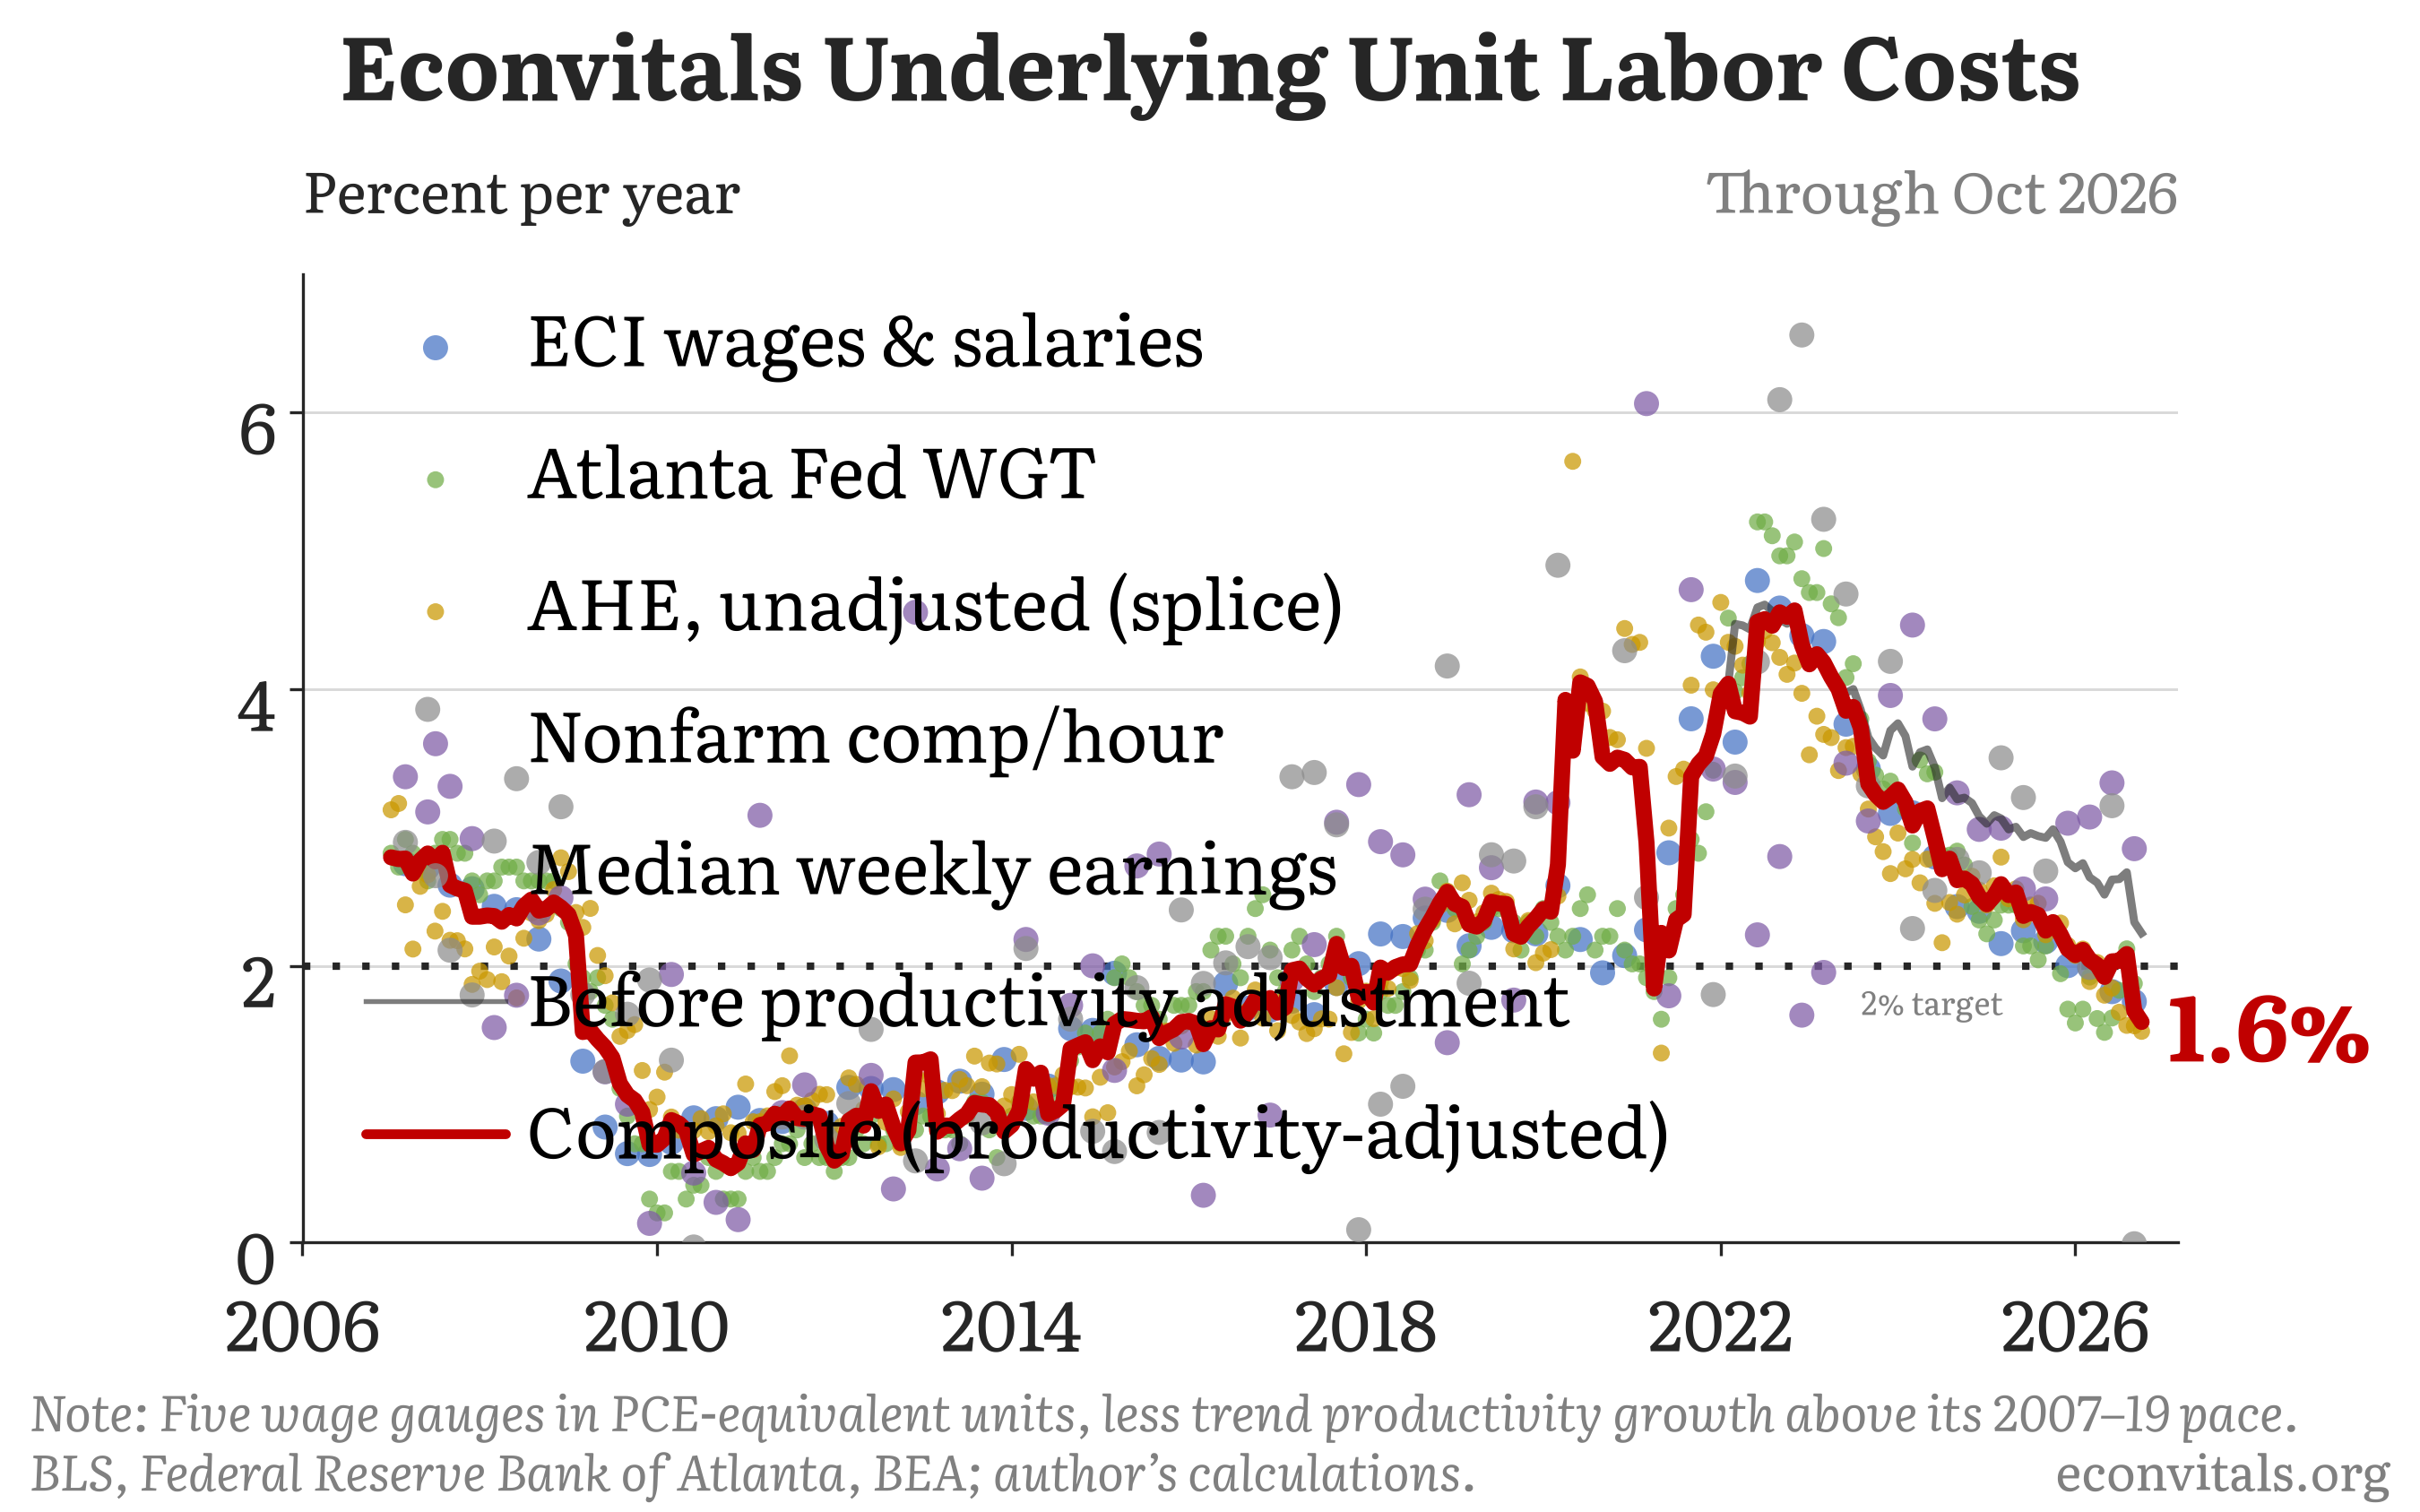 Econvitals Underlying Unit Labor Costs
Percent per year
Through Oct 2026
ECI wages & salaries
6
Atlanta Fed WGT
AHE, unadjusted (splice)
4
Nonfarm comp/hour
Median weekly earnings
2
Before productivity adjustment
2% target
1.6%
Composite (productivity-adjusted)
0
2006 2010 2014 2018 2022 2026
Note: Five wage gauges in PCE-equivalent units, less trend productivity growth above its 2007–19 pace.
BLS, Federal Reserve Bank of Atlanta, BEA; author's calculations.
econvitals.org